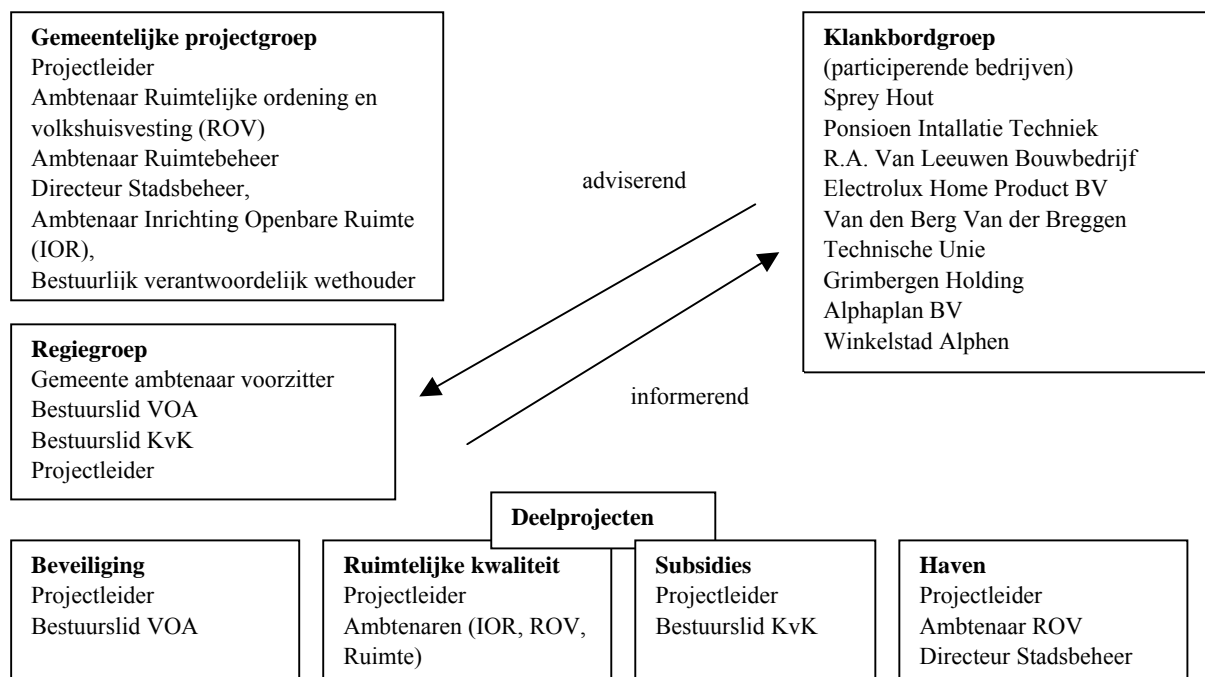 Gemeentelijke projectgroep
Projectleider
Ambtenaar Ruimtelijke ordening en
volkshuisvesting (ROV)
Ambtenaar Ruimtebeheer
Directeur Stadsbeheer,
Ambtenaar Inrichting Openbare Ruimte
(IOR),
Bestuurlijk verantwoordelijk wethouder
Klankbordgroep
(participerende bedrijven)
Sprey Hout
Ponsioen Intallatie Techniek
R.A. Van Leeuwen Bouwbedrijf
Electrolux Home Product BV
Van den Berg Van der Breggen
Technische Unie
Grimbergen Holding
Alphaplan BV
Winkelstad Alphen
adviserend
informerend
Regiegroep
Gemeente ambtenaar voorzitter
Bestuurslid VOA
Bestuurslid KvK
Projectleider
Deelprojecten
Beveiliging
Projectleider
Bestuurslid VOA
Ruimtelijke kwaliteit
Projectleider
Ambtenaren (IOR, ROV,
Ruimte)
Subsidies
Projectleider
Bestuurslid KvK
Haven
Projectleider
Ambtenaar ROV
Directeur Stadsbeheer